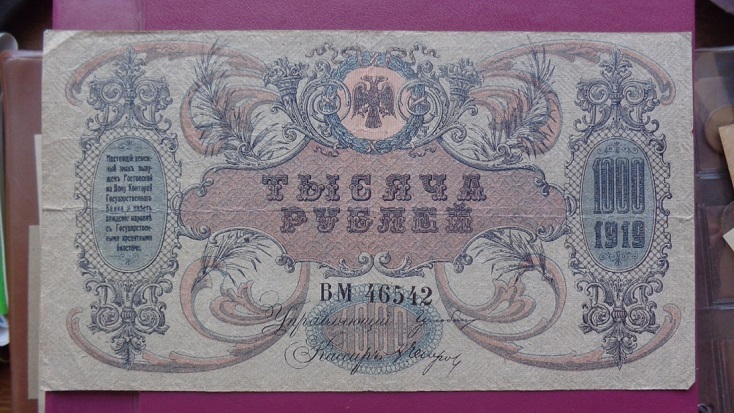 Настоящій денеж-
ный знакъ выпу-
щенъ Ростовской
на Дону Конторой
Государственнаго
Банка и имѣетъ
хожденіе наравнѣ
съ Государствен-
ными кредитными
билетами.
ТЫСЯЧА
РУБЛЕЙ
1000
1919
ВМ 46542
Управляющій
1000
Кассиръ